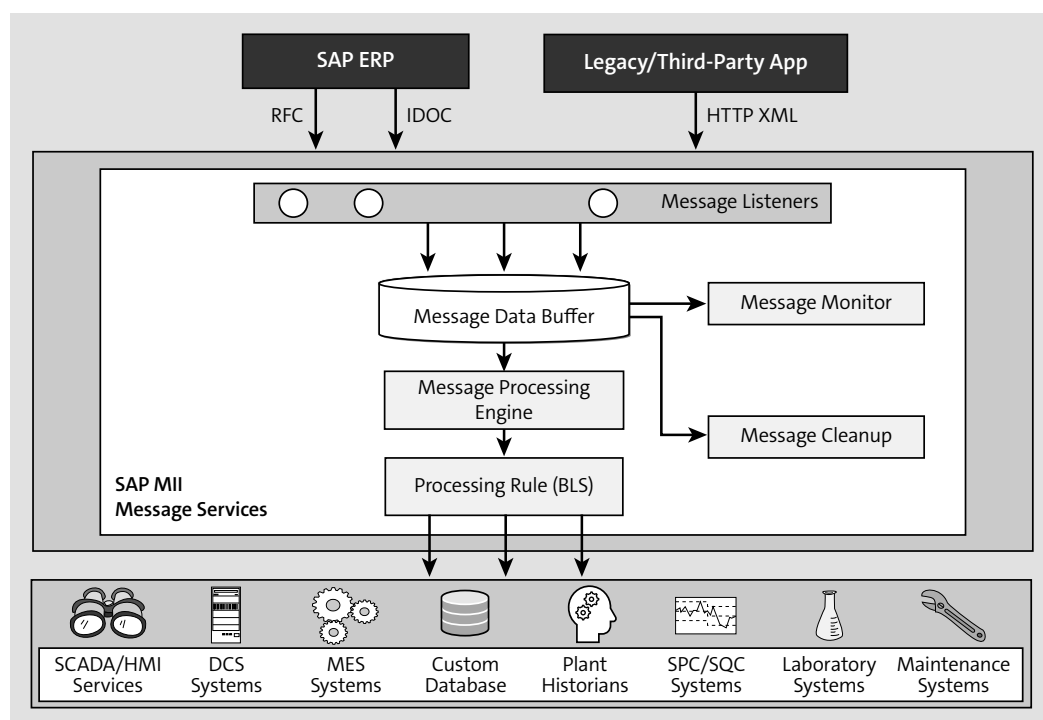 SAP ERP
Legacy/Third-Party App
RFC
IDOC
HTTP XML
Message Listeners
Message Data Buffer
Message Monitor
Message Processing
Engine
Message Cleanup
Processing Rule (BLS)
SAP MII
Message Services
SCADA/HMI
Services
DCS
Systems
MES
Systems
Custom
Database
Plant
Historians
SPC/SQC
Systems
Laboratory
Systems
Maintenance
Systems